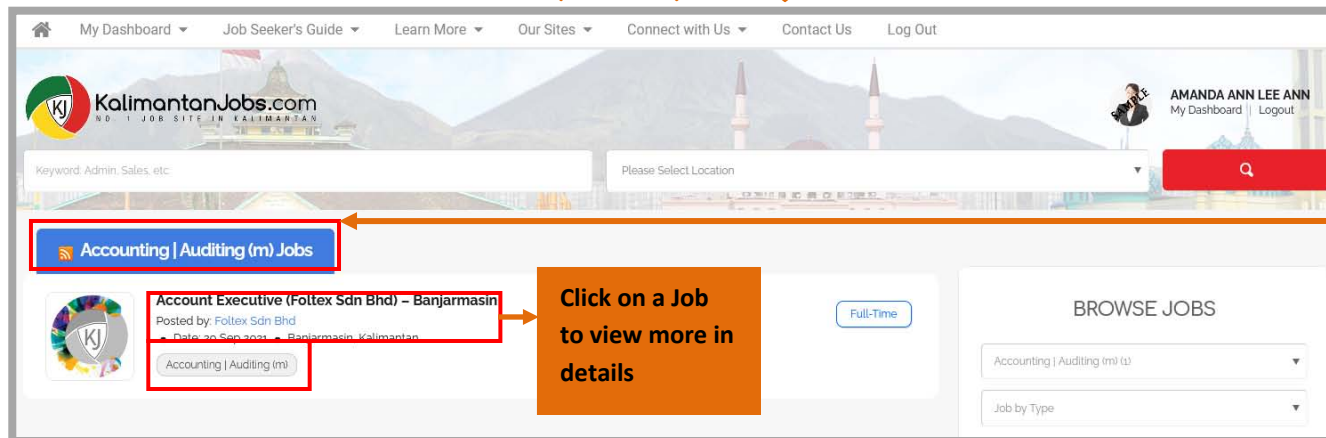 My Dashboard Job Seeker's Guide Learn More Our Sites Connect with Us Contact Us Log Out
KJ KalimantanJobs.com
NO. 1 JOB SITE IN KALIMANTAN
SAMPLE
AMANDA ANN LEE ANN
My Dashboard | Logout
Keyword: Admin, Sales, etc
Please Select Location
Accounting | Auditing (m) Jobs
KJ
Account Executive (Foltex Sdn Bhd) – Banjarmasin
Posted by: Foltex Sdn Bhd
• Date: 29 Sep 2021 • Banjarmasin, Kalimantan
Accounting | Auditing (m)
Click on a Job
to view more in
details
Full-Time
BROWSE JOBS
Accounting | Auditing (m) (1)
Job by Type